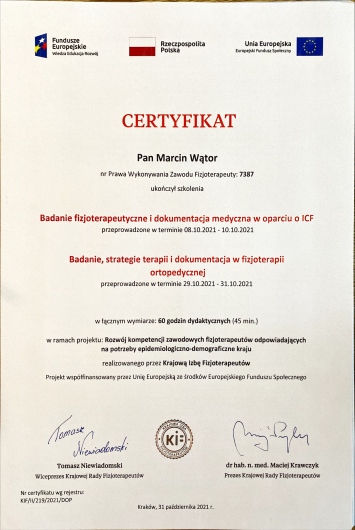 Fundusze
Europejskie
Wiedza Edukacja Rozwój
Rzeczpospolita
Polska
Unia Europejska
Europejski Fundusz Społeczny
CERTYFIKAT
Pan Marcin Wątor
nr Prawa Wykonywania Zawodu Fizjoterapeuty: 7387
ukończył szkolenia
Badanie fizjoterapeutyczne i dokumentacja medyczna w oparciu o ICF
przeprowadzone w terminie 08.10.2021 - 10.10.2021
Badanie, strategie terapii i dokumentacja w fizjoterapii
ortopedycznej
przeprowadzone w terminie 29.10.2021 - 31.10.2021
w łącznym wymiarze: 60 godzin dydaktycznych (45 min.)
w ramach projektu: Rozwój kompetencji zawodowych fizjoterapeutów odpowiadających
na potrzeby epidemiologiczno-demograficzne kraju
realizowanego przez Krajową Izbę Fizjoterapeutów
Projekt współfinansowany przez Unię Europejską ze środków Europejskiego Funduszu Społecznego
Tomasz
Niewiadomski
KIF
Tomasz Niewiadomski
Wiceprezes Krajowej Rady Fizjoterapeutów
dr hab. n. med. Maciej Krawczyk
Prezes Krajowej Rady Fizjoterapeutów
Nr certyfikatu wg rejestru:
KIF/II/219/2021/DOP
Kraków, 31 października 2021 r.